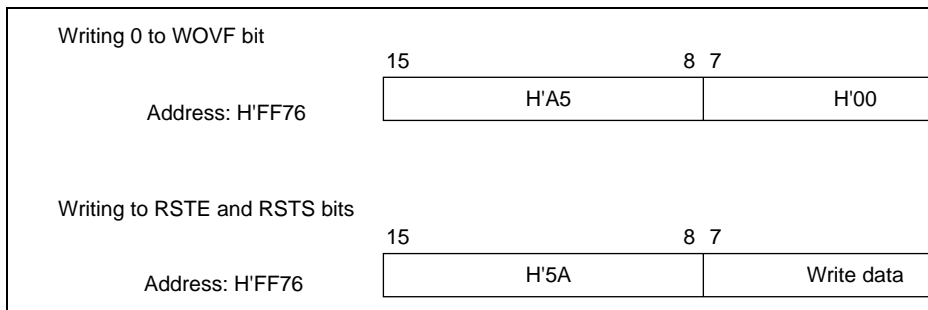 Writing 0 to WOVF bit
15 8 7
Address: H'FF76 H'A5 H'00
Writing to RSTE and RSTS bits
15 8 7
Address: H'FF76 H'5A Write data